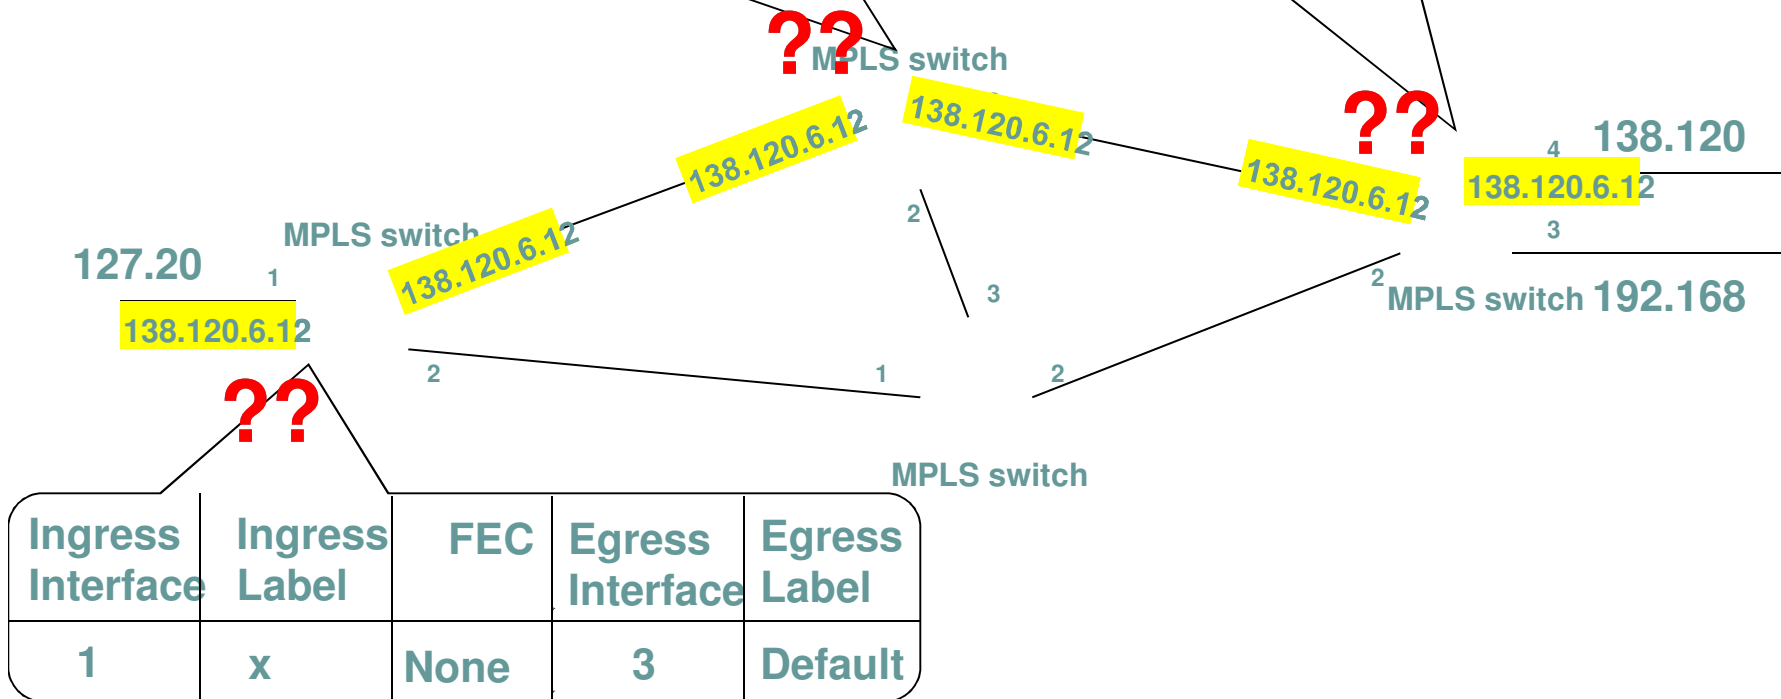 ??
MPLS switch
138.120.6.12
138.120.6.12
??
4
138.120
138.120.6.12
138.120.6.12
2
3
MPLS switch
138.120.6.12
127.20
1
2
MPLS switch
192.168
3
138.120.6.12
2
1
2
??
MPLS switch
Ingress
Interface
Ingress
Label
FEC
Egress
Interface
Egress
Label
1
x
None
3
Default